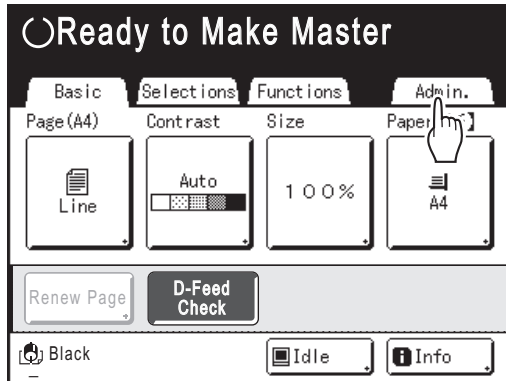 Ready to Make Master
Basic Selections Functions Admin.
Page(A4) Contrast Size Paper
Line Auto 100% A4
Renew Page D-Feed Check
Black Idle Info